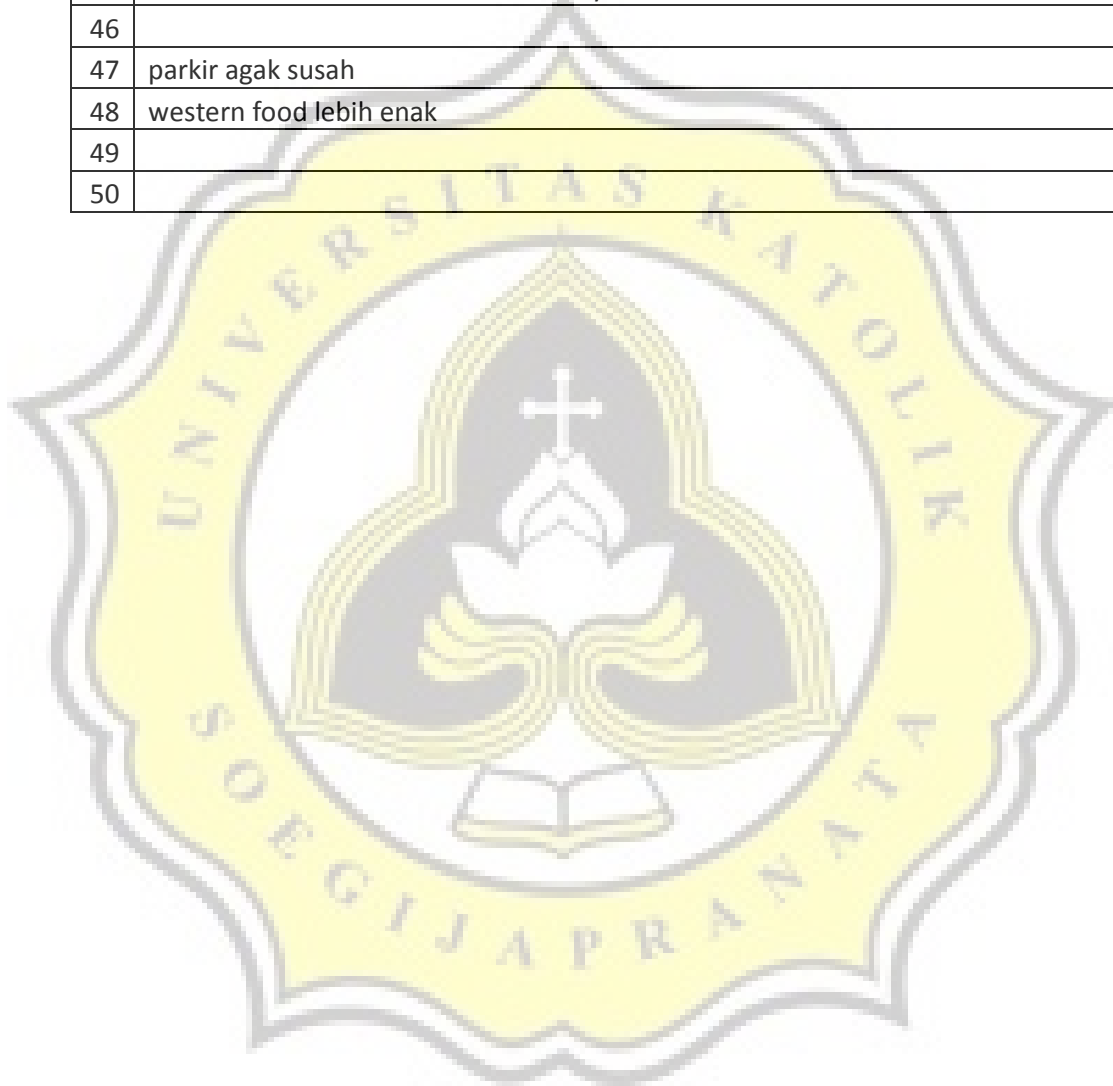 46
47 parkir agak susah
48 western food lebih enak
49
50
UNIVERSITAS KATOLIK
SOEGIJAPRANATA